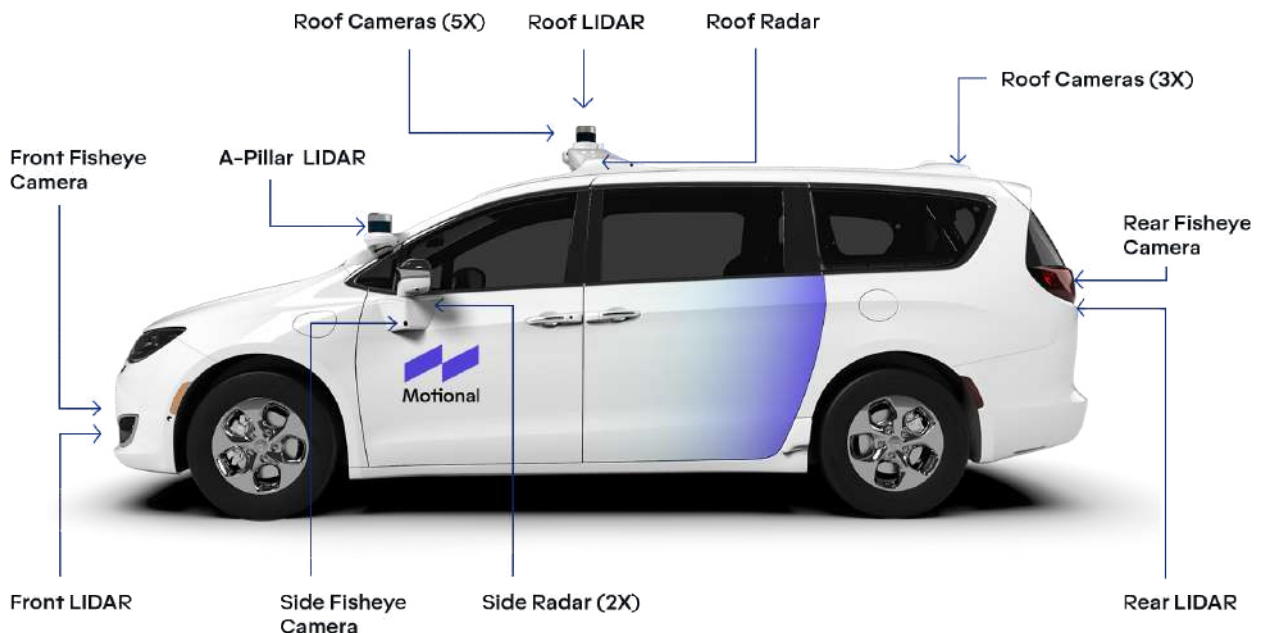 Roof Cameras (5X)
Roof LIDAR
Roof Radar
Roof Cameras (3X)
Front Fisheye
Camera
A-Pillar LIDAR
Rear Fisheye
Camera
Motional
Front LIDAR
Side Fisheye
Camera
Side Radar (2X)
Rear LIDAR